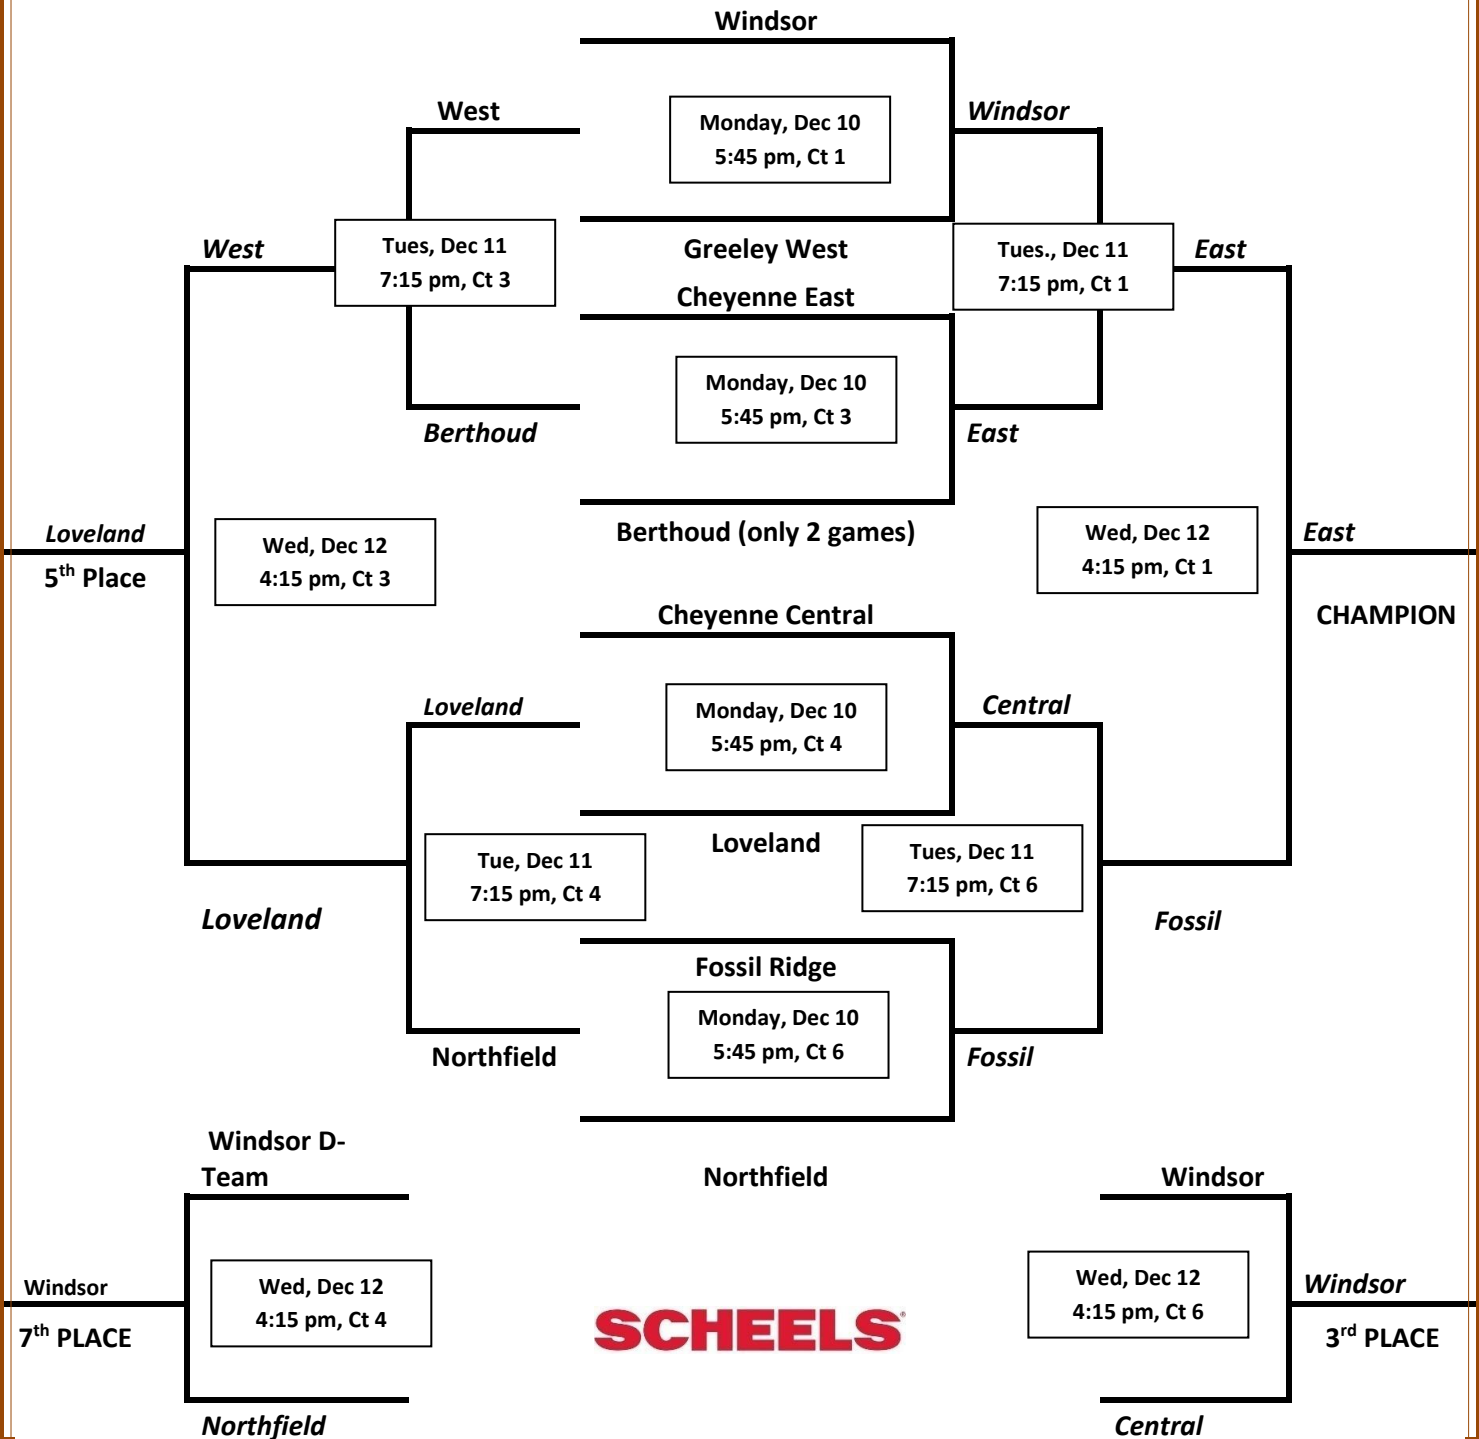 Windsor
West
Monday, Dec 10
5:45 pm, Ct 1
Windsor
West
Tues, Dec 11
7:15 pm, Ct 3
Greeley West
Tues., Dec 11
7:15 pm, Ct 1
East
Cheyenne East
Monday, Dec 10
5:45 pm, Ct 3
Berthoud
East
Berthoud (only 2 games)
Loveland
5th Place
Wed, Dec 12
4:15 pm, Ct 3
Wed, Dec 12
4:15 pm, Ct 1
East
CHAMPION
Cheyenne Central
Loveland
Monday, Dec 10
5:45 pm, Ct 4
Central
Loveland
Tue, Dec 11
7:15 pm, Ct 4
Tues, Dec 11
7:15 pm, Ct 6
Loveland
Fossil
Fossil Ridge
Monday, Dec 10
5:45 pm, Ct 6
Northfield
Fossil
Windsor D-
Team
Northfield
Windsor
Windsor
7th PLACE
Wed, Dec 12
4:15 pm, Ct 4
SCHEELS
Wed, Dec 12
4:15 pm, Ct 6
Windsor
3rd PLACE
Northfield
Central